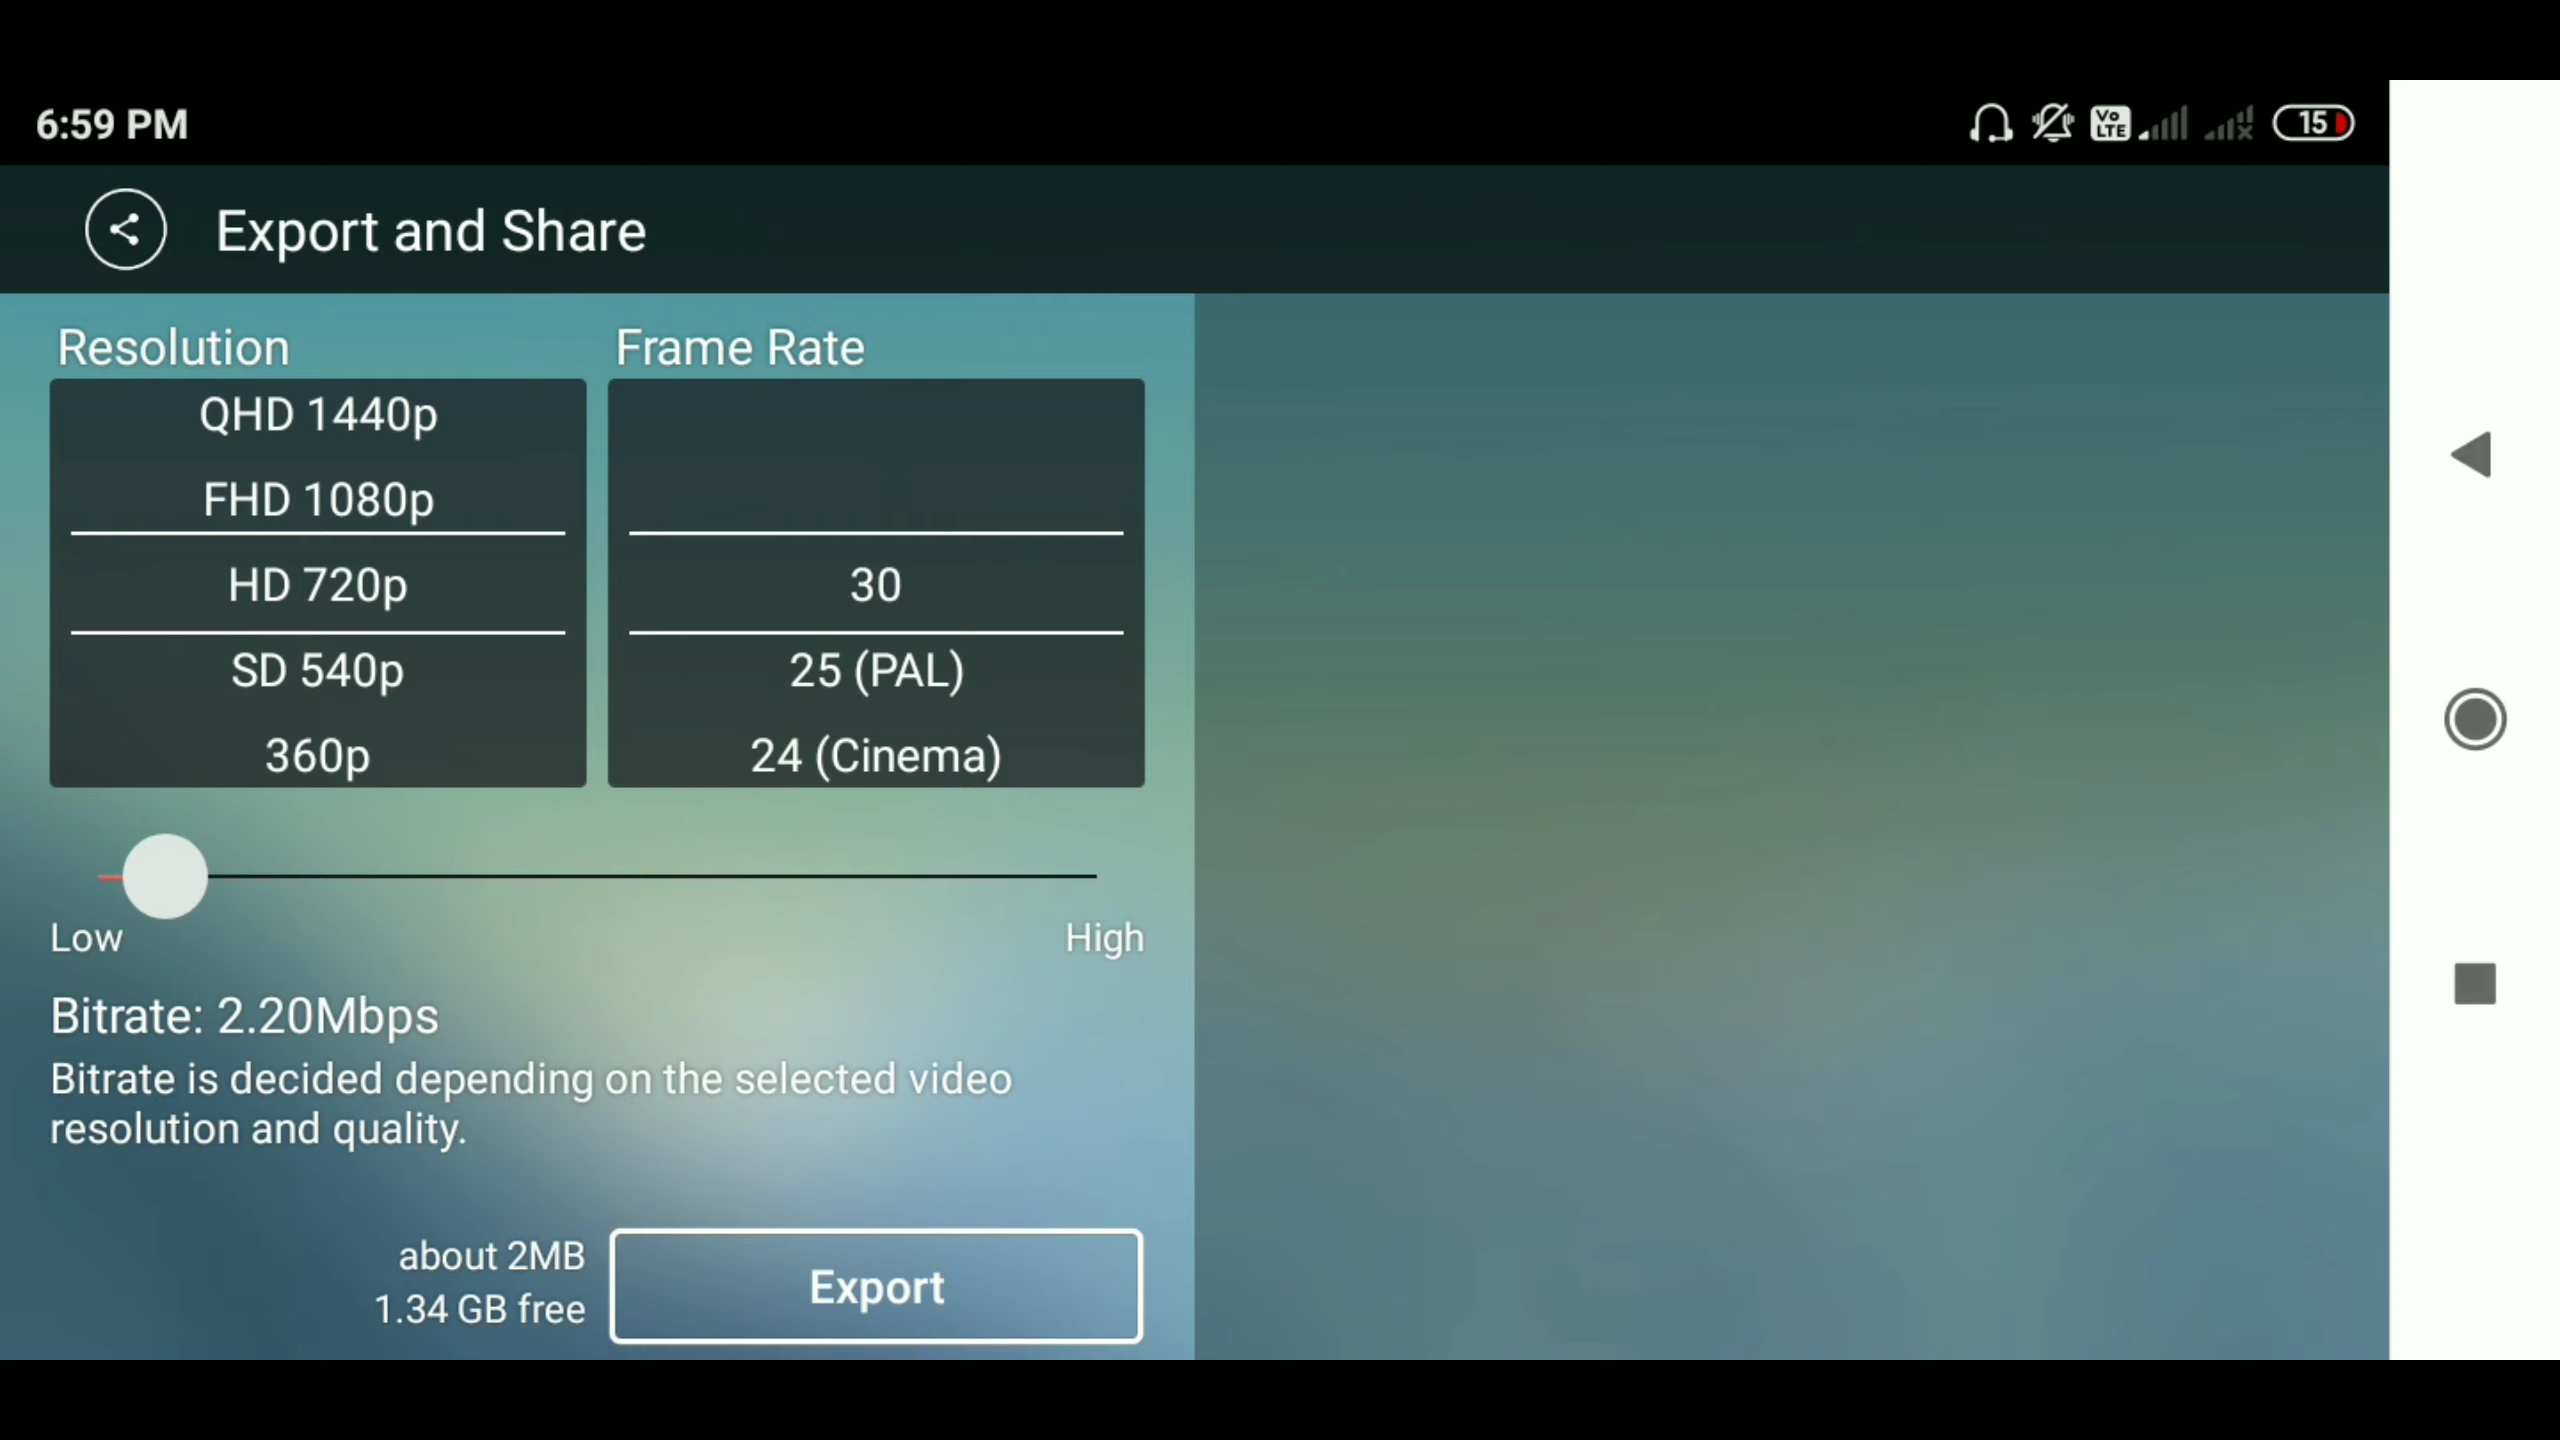 6:59 PM
Vo
LTE
15
Export and Share
Resolution
Frame Rate
QHD 1440p
FHD 1080p
HD 720p
SD 540p
360p
30
25 (PAL)
24 (Cinema)
Low
High
Bitrate: 2.20Mbps
Bitrate is decided depending on the selected video
resolution and quality.
about 2MB
1.34 GB free
Export